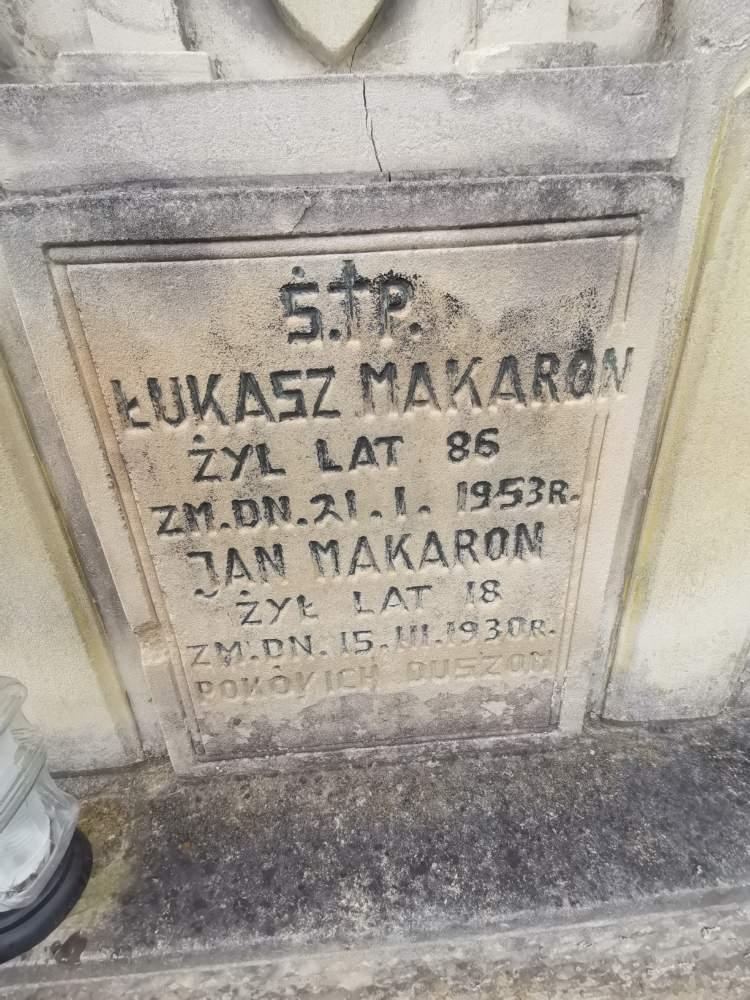 Ś.†P.
ŁUKASZ MAKARON
ŻYŁ LAT 86
ZM.DN.21.I. 1953R.
JAN MAKARON
ŻYŁ LAT 18
ZM.DN.15.III.1930R.
POKÓJ ICH DUSZOM